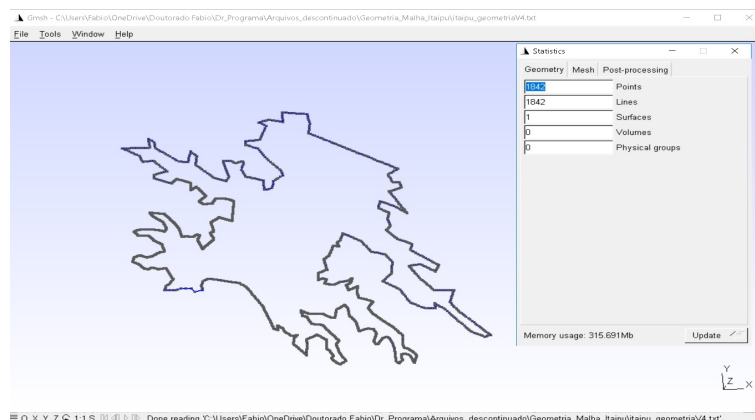 Gmsh - C:\Users\Fabio\OneDrive\Doutorado Fabio\Dr_Programa\Arquivos_descontinuado\Geometria_Malha_Itaipu\itaipu_geometriaV4.txt
File Tools Window Help
Statistics
Geometry Mesh Post-processing
1842 Points
1842 Lines
1 Surfaces
0 Volumes
0 Physical groups
Memory usage: 315.691Mb Update
Y
Z X
O X Y Z 1:1 S Done reading 'C:\Users\Fabio\OneDrive\Doutorado Fabio\Dr_Programa\Arquivos_descontinuado\Geometria_Malha_Itaipu\itaipu_geometriaV4.txt'